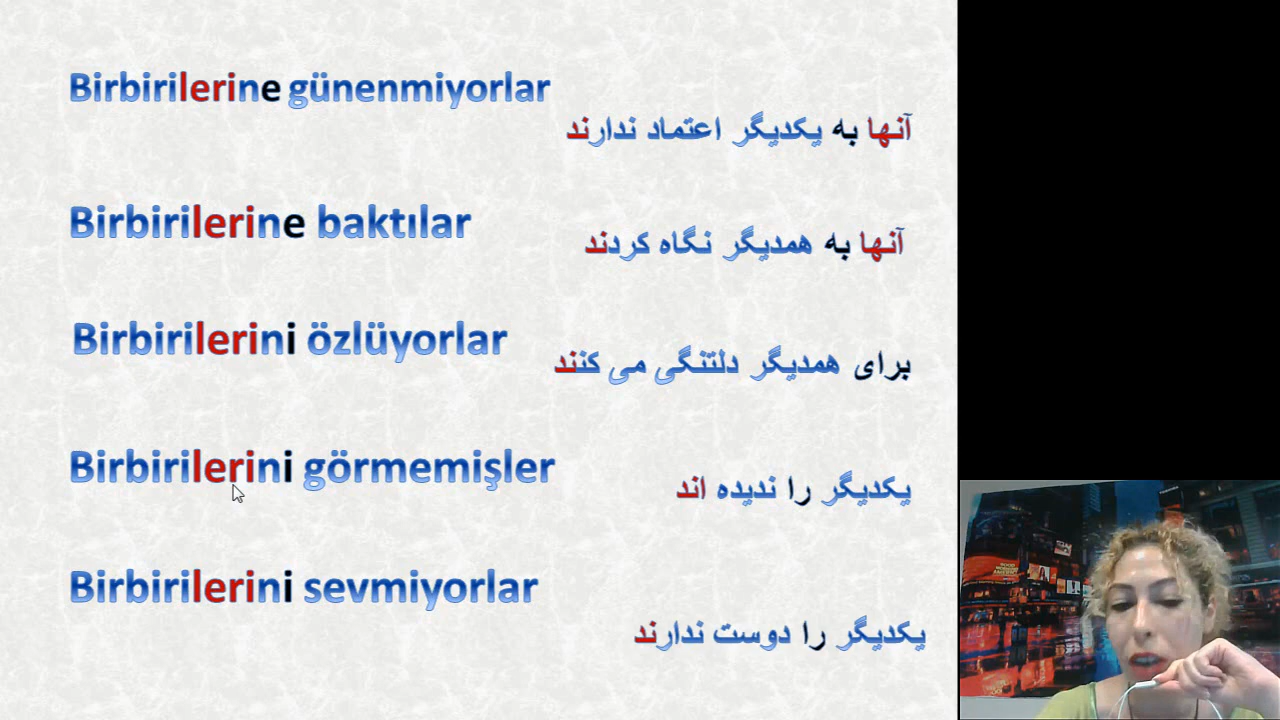 Birbirilerine günenmiyorlar
آنها به یکدیگر اعتماد ندارند
Birbirilerine baktılar
آنها به همدیگر نگاه کردند
Birbirilerini özlüyorlar
برای همدیگر دلتنگی می کنند
Birbirilerini görmemişler
یکدیگر را ندیده اند
Birbirilerini sevmiyorlar
یکدیگر را دوست ندارند